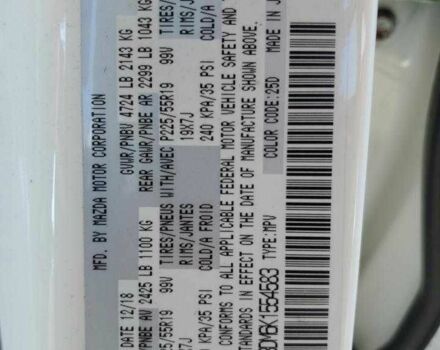 MFD. BY MAZDA MOTOR CORPORATION
DATE 12/18 GVWR/PNBV 4724 LB 2143 KG
/PNBE AV 2425 LB 1100 KG REAR GAWR/PNBE AR 2299 LB 1043 KG
55R19 99V TIRES/PNEUS WITH/AVEC P225/55R19 99V TIRES/
7J RIMS/JANTES 19X7J RIMS/J
/35 PSI COLD/A FROID 240 KPA/35 PSI COLD/A
CONFORMS TO ALL APPLICABLE FEDERAL MOTOR VEHICLE SAFETY AND
STANDARDS IN EFFECT ON THE DATE OF MANUFACTURE SHOWN ABOVE.
DM6K1554583 TYPE:MPV COLOR CODE:25D MADE IN J